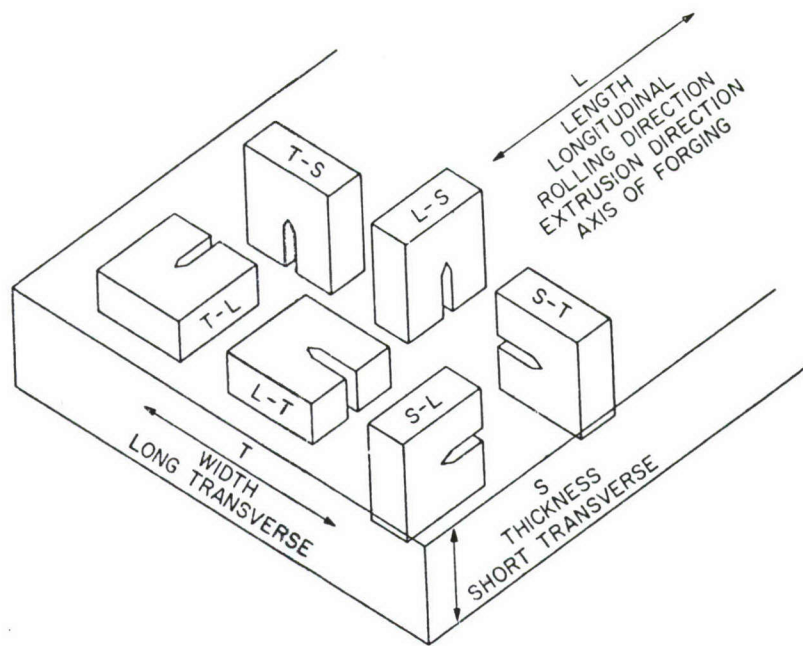 L
LENGTH
LONGITUDINAL
ROLLING DIRECTION
EXTRUSION DIRECTION
AXIS OF FORGING
T-S
L-S
S-T
T-L
L-T
S-L
T
WIDTH
LONG TRANSVERSE
S
THICKNESS
SHORT TRANSVERSE